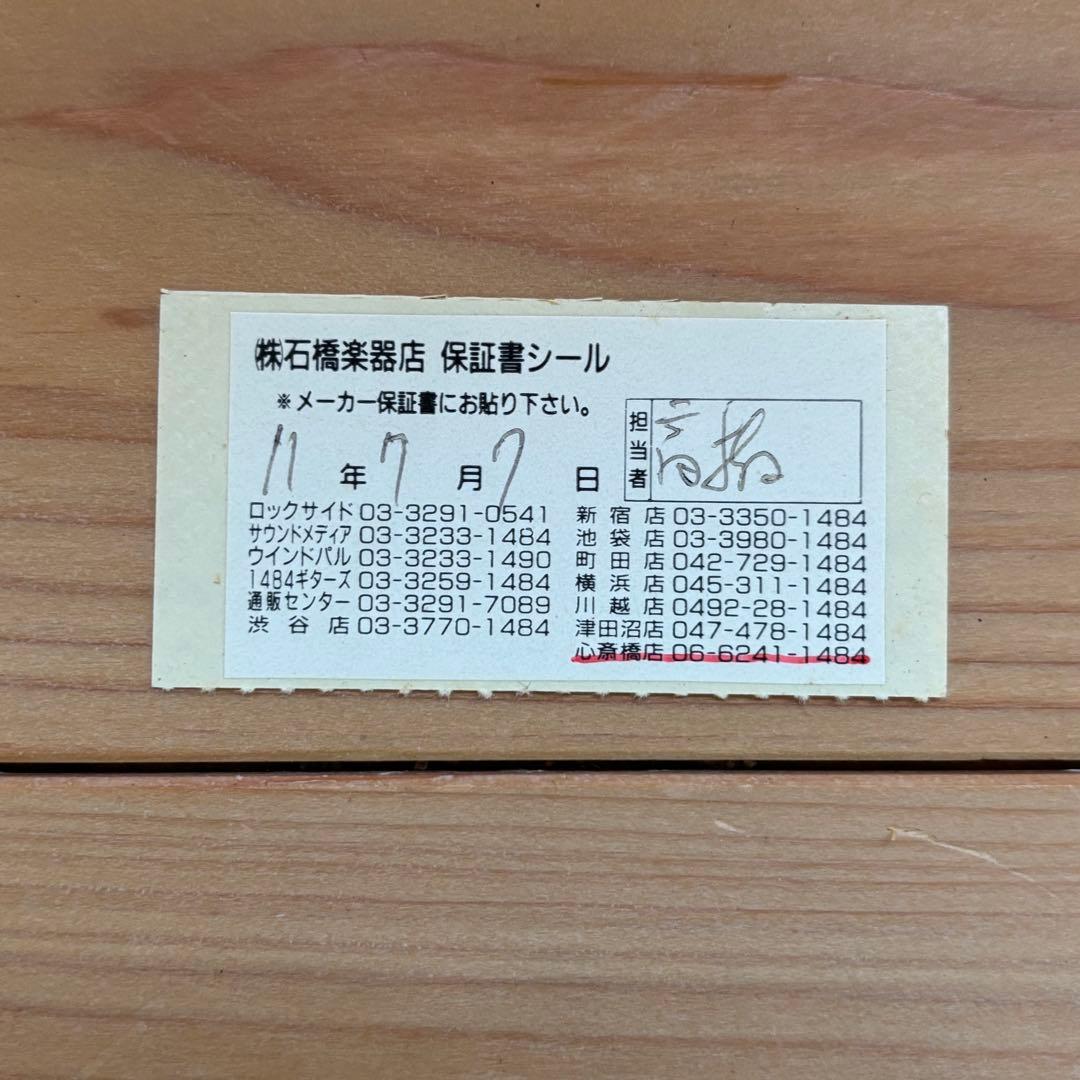 ㈱石橋楽器店 保証書シール
※メーカー保証書にお貼り下さい。
11年7月7日
担当者
ロックサイド 03-3291-0541
サウンドメディア 03-3233-1484
ウインドパル 03-3233-1490
1484ギターズ 03-3259-1484
通販センター 03-3291-7089
渋谷店 03-3770-1484
新宿店 03-3350-1484
池袋店 03-3980-1484
町田店 042-729-1484
横浜店 045-311-1484
川越店 0492-28-1484
津田沼店 047-478-1484
心斎橋店 06-6241-1484